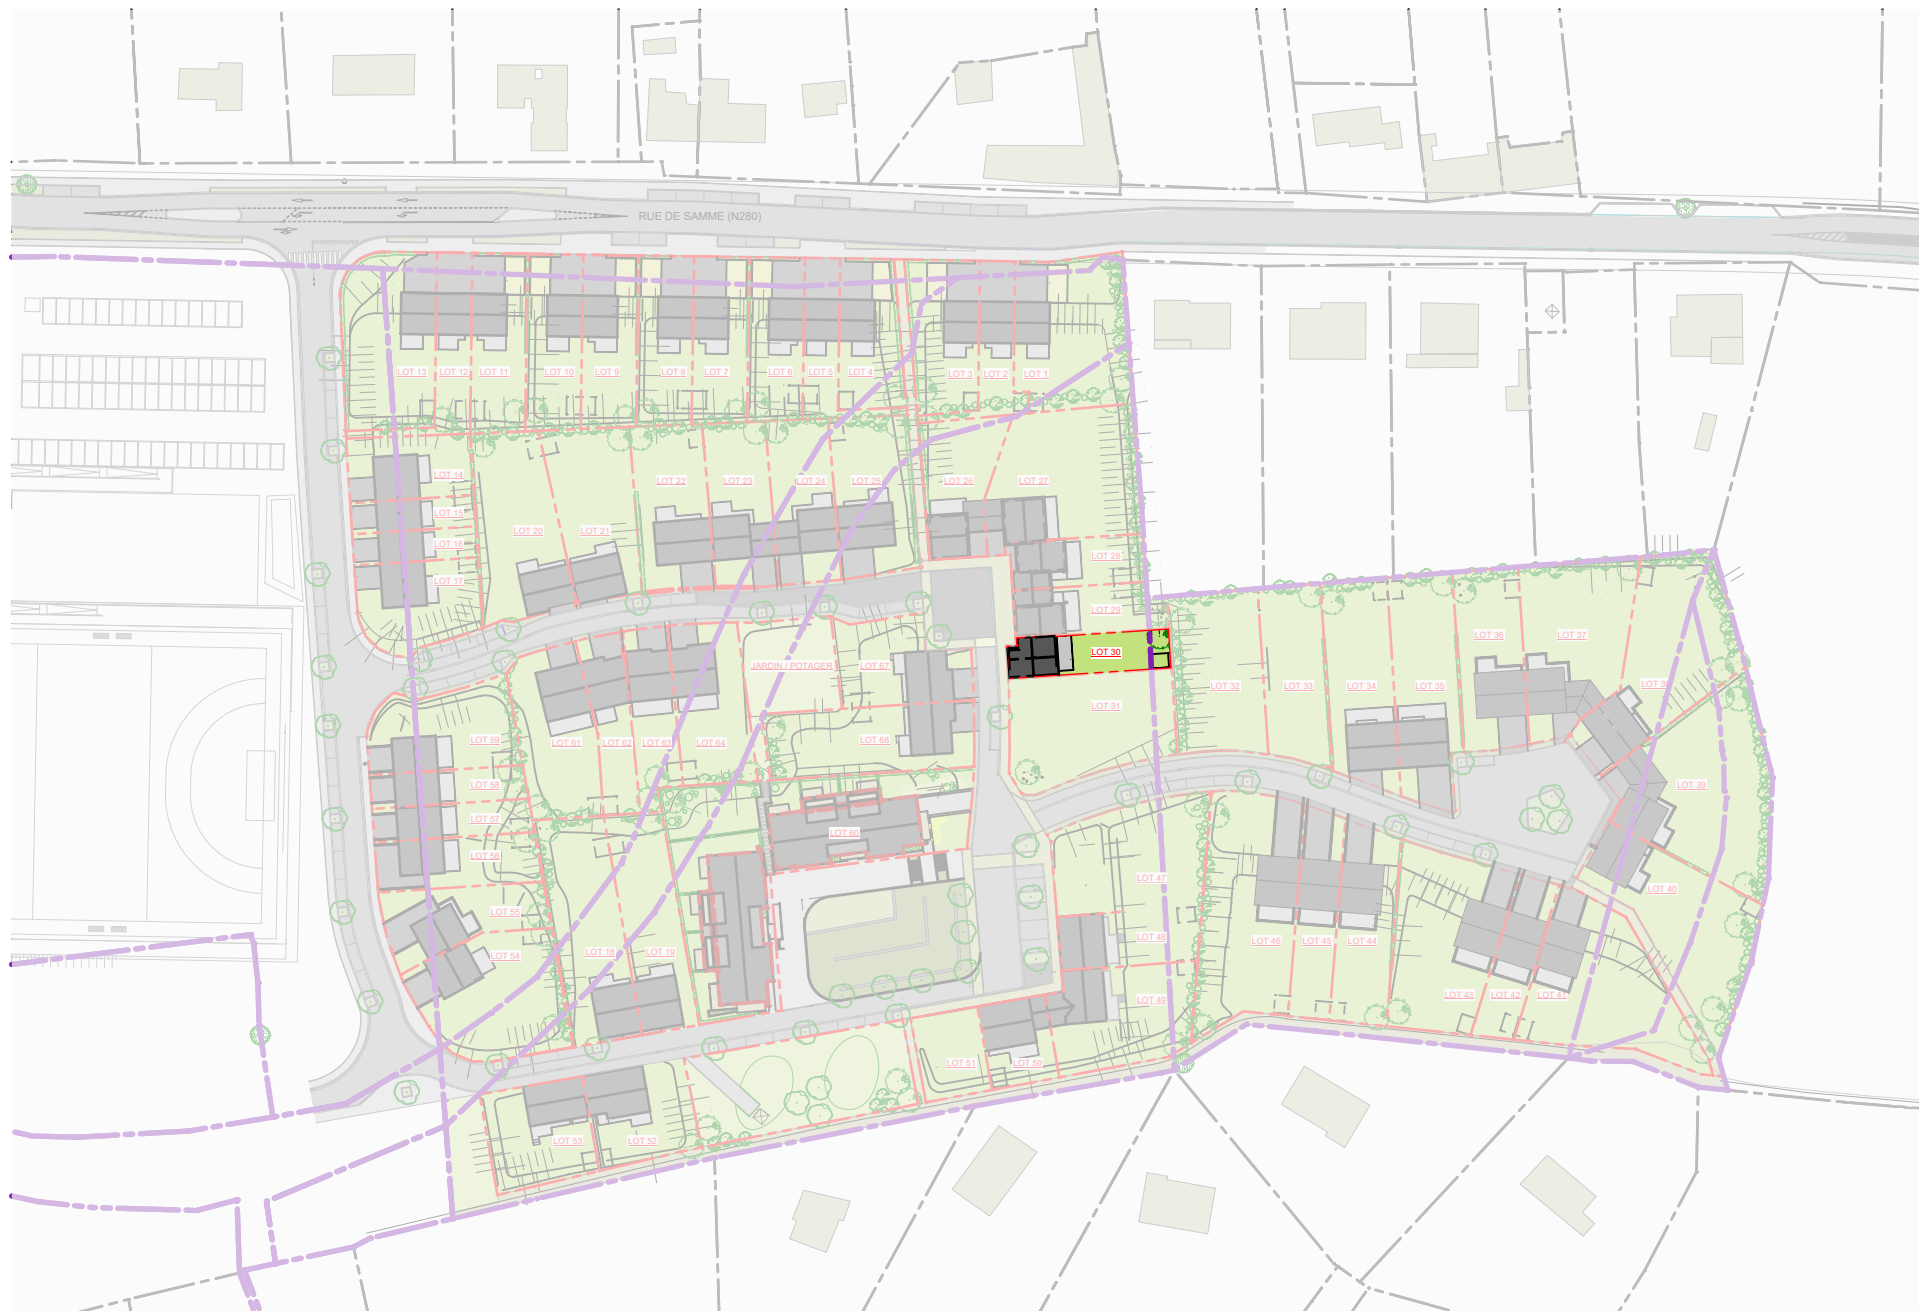 RUE DE SAMME (N280)
LOT 13
LOT 12
LOT 11
LOT 10
LOT 9
LOT 8
LOT 7
LOT 6
LOT 5
LOT 4
LOT 3
LOT 2
LOT 1
LOT 14
LOT 22
LOT 23
LOT 24
LOT 25
LOT 26
LOT 27
LOT 15
LOT 20
LOT 21
LOT 16
LOT 28
LOT 17
LOT 29
LOT 36
LOT 37
LOT 30
JARDIN / POTAGER
LOT 67
LOT 32
LOT 33
LOT 34
LOT 35
LOT 38
LOT 31
LOT 59
LOT 61
LOT 62
LOT 63
LOT 64
LOT 68
LOT 58
LOT 39
LOT 57
LOT 60
LOT 56
LOT 47
LOT 40
LOT 55
LOT 48
LOT 46
LOT 45
LOT 44
LOT 54
LOT 18
LOT 19
LOT 49
LOT 43
LOT 42
LOT 41
LOT 51
LOT 50
LOT 53
LOT 52